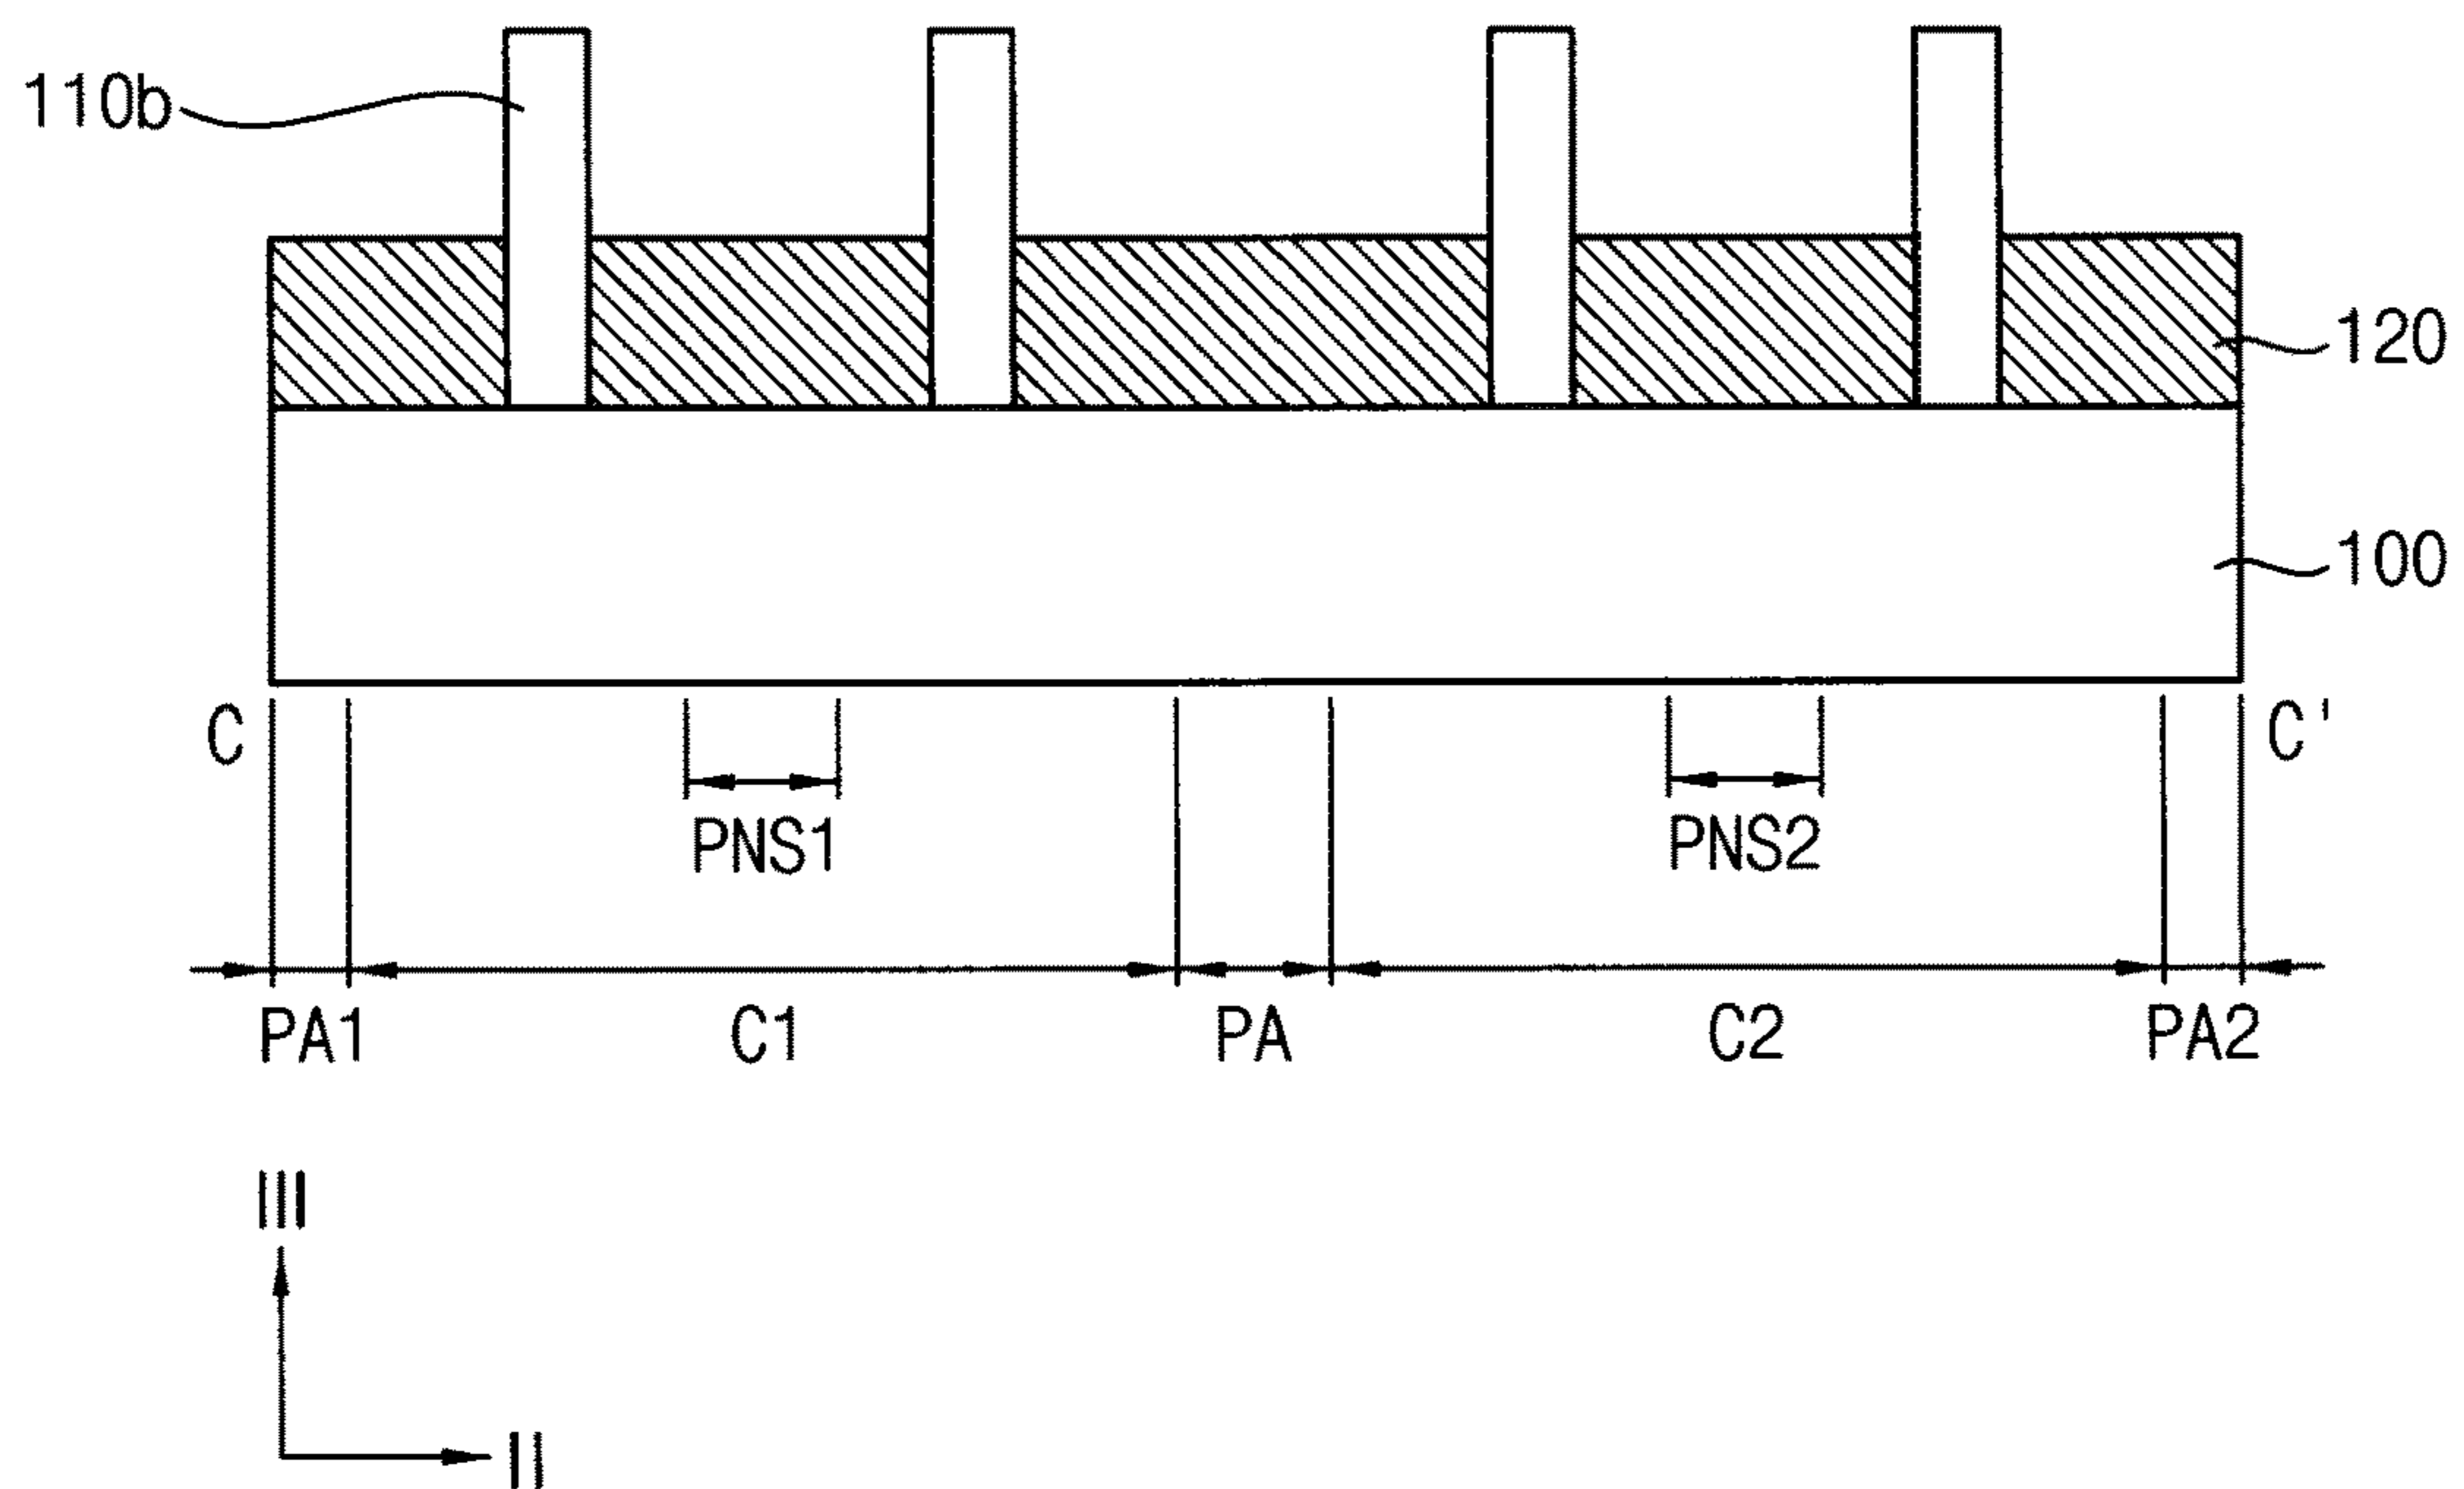 110b
120
100
C C'
PNS1 PNS2
PA1 C1 PA C2 PA2
III
II